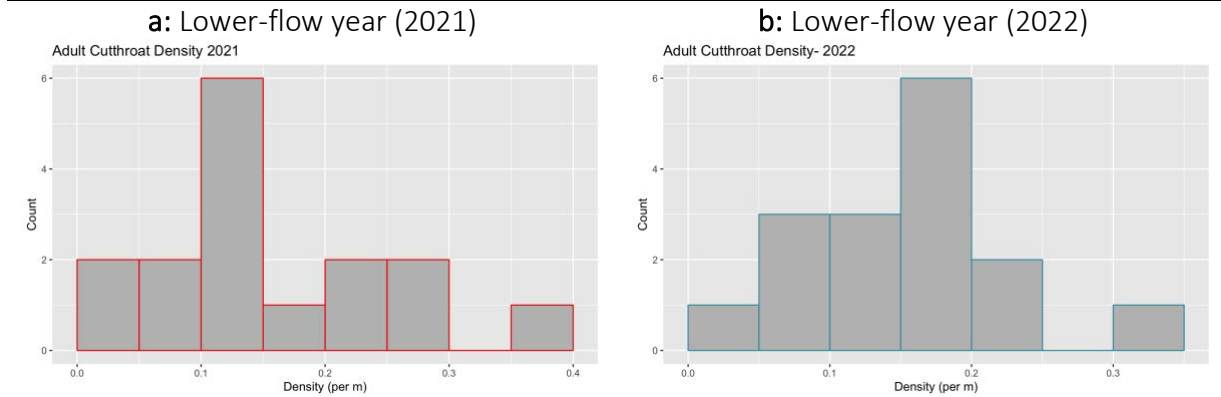 a: Lower-flow year (2021)
Adult Cutthroat Density 2021
6
4
2
0
Count
0.0 0.1 0.2 0.3 0.4
Density (per m)
b: Lower-flow year (2022)
Adult Cutthroat Density- 2022
6
4
2
0
Count
0.0 0.1 0.2 0.3
Density (per m)